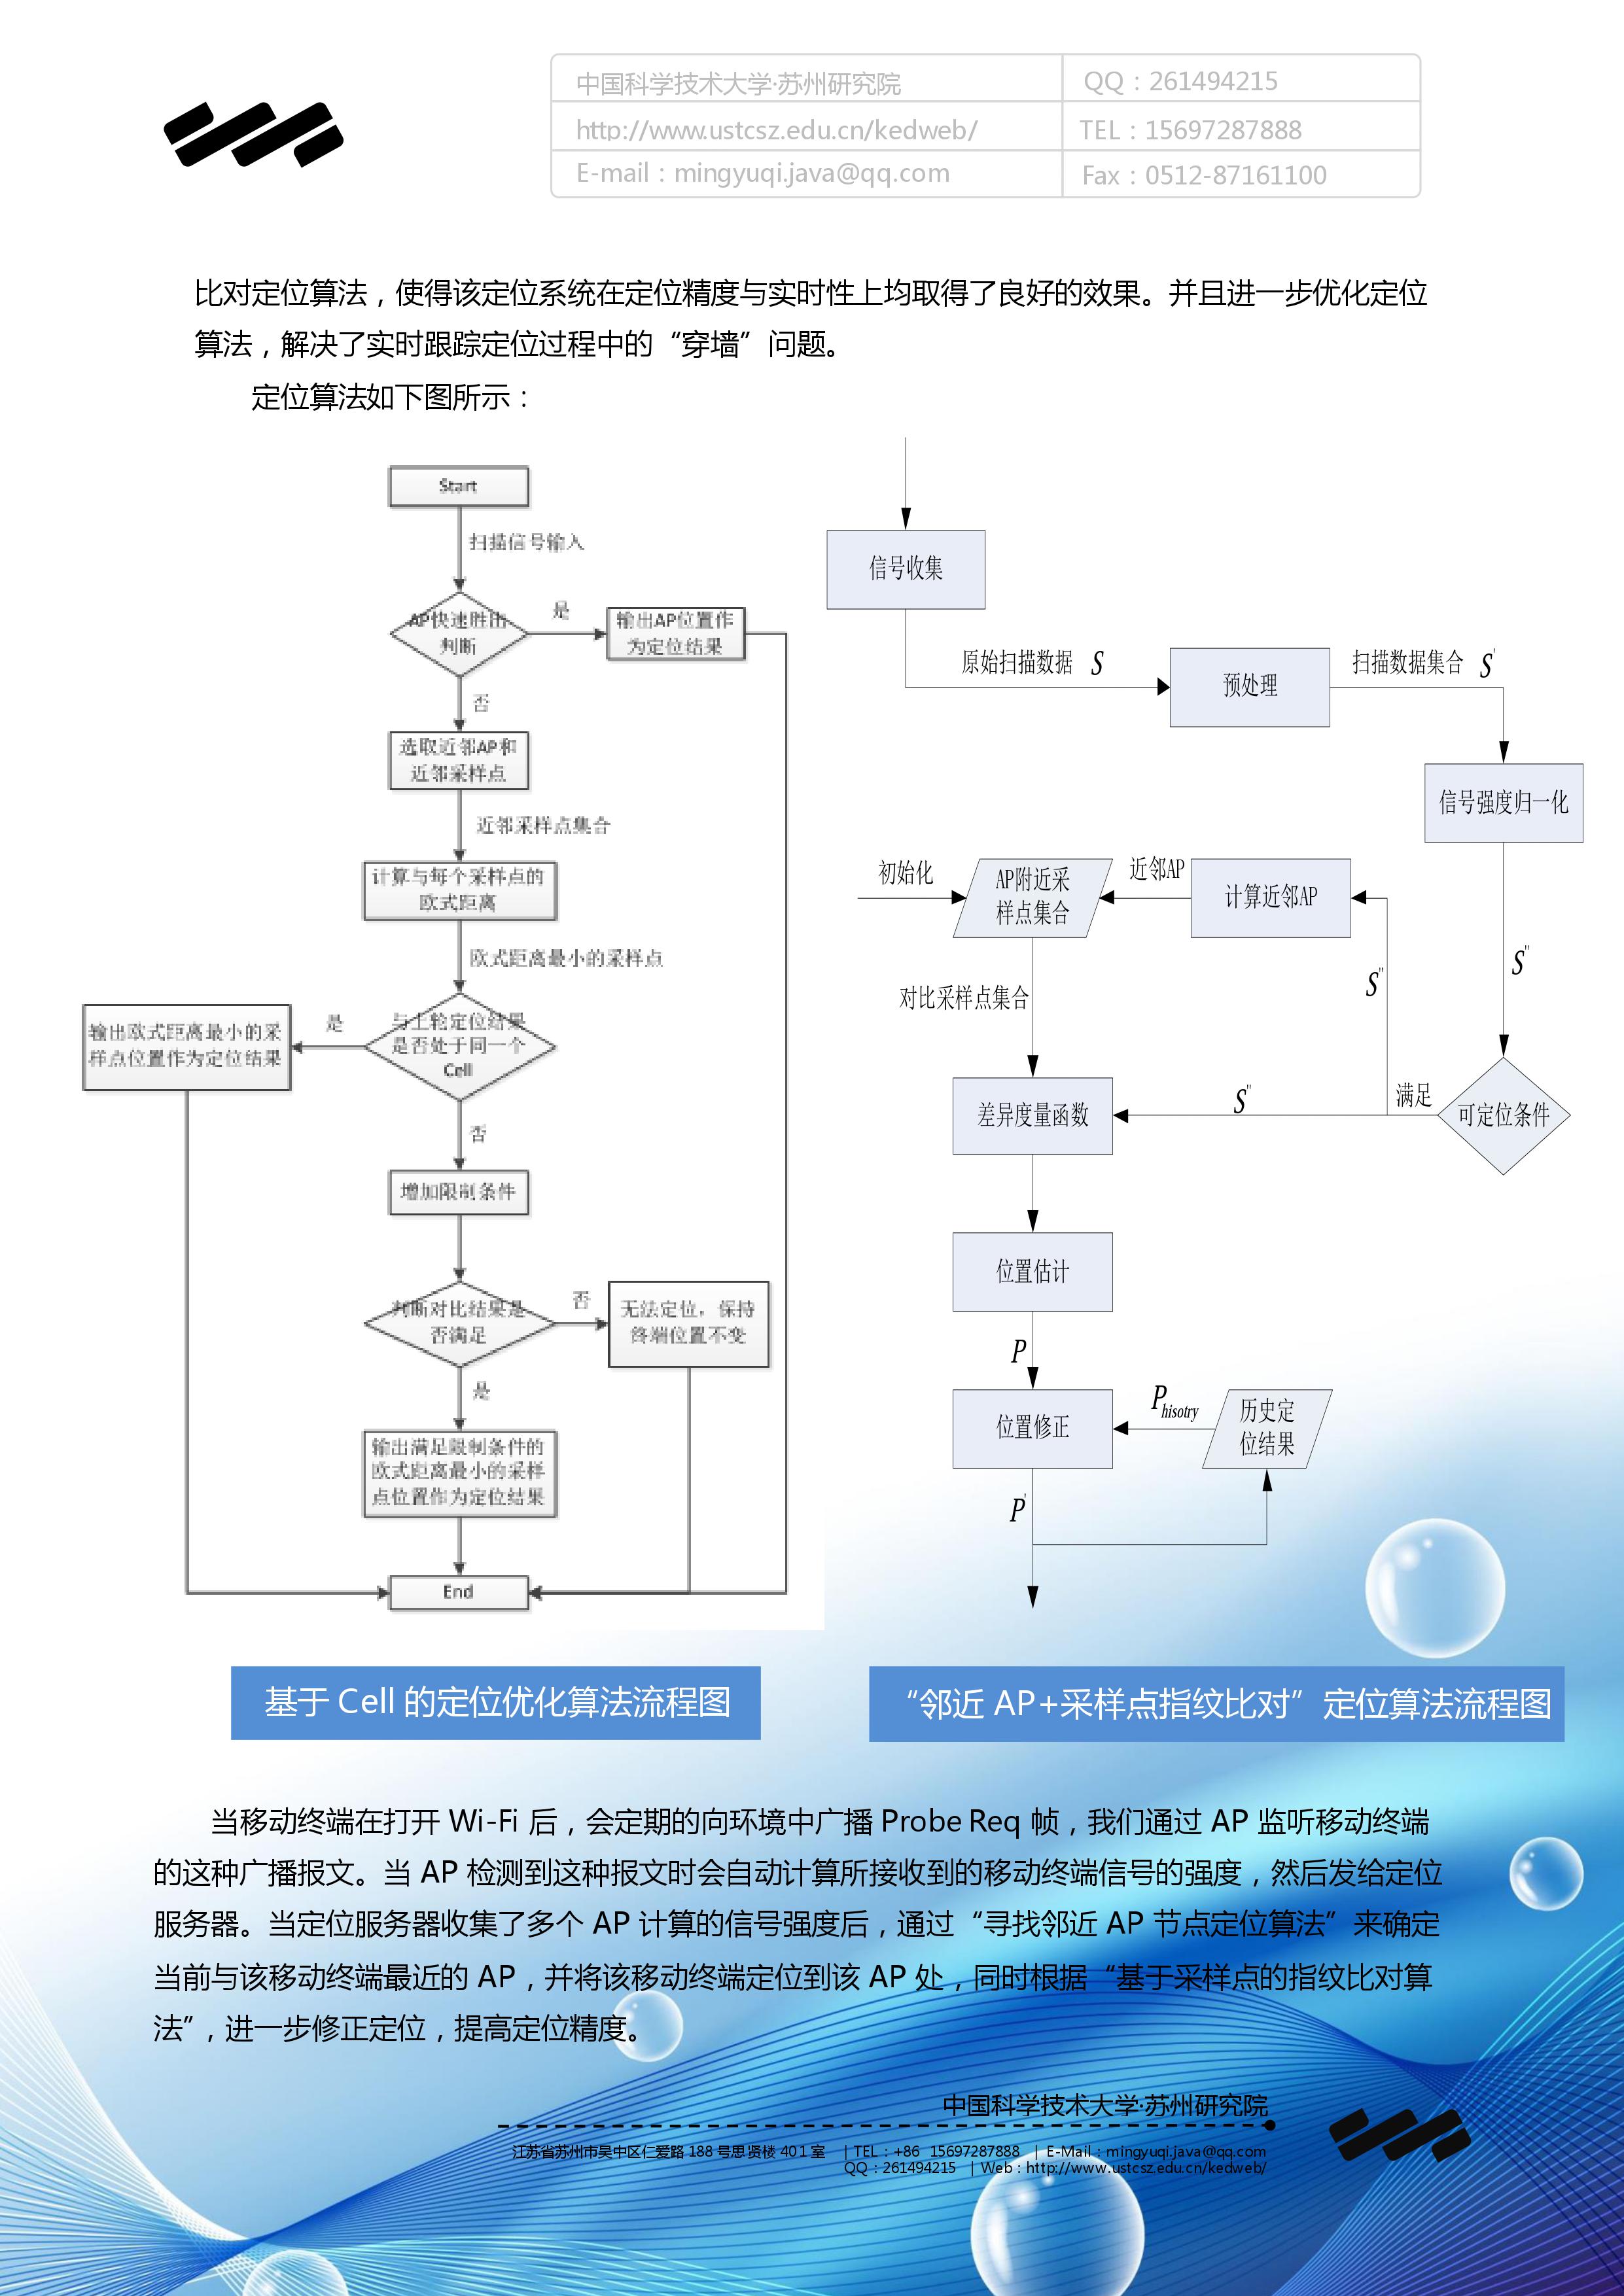 中国科学技术大学·苏州研究院
QQ：261494215
http://www.ustcsz.edu.cn/kedweb/
TEL：15697287888
E-mail：mingyuqi.java@qq.com
Fax：0512-87161100
比对定位算法，使得该定位系统在定位精度与实时性上均取得了良好的效果。并且进一步优化定位
算法，解决了实时跟踪定位过程中的“穿墙”问题。
定位算法如下图所示：
Start
扫描信号输入
AP快速胜出
判断
是
输出AP位置作
为定位结果
否
选取近邻AP和
近邻采样点
近邻采样点集合
计算与每个采样点的
欧式距离
欧式距离最小的采样点
与上轮定位结果
是否处于同一个
Cell
是
输出欧式距离最小的采
样点位置作为定位结果
否
增加限制条件
判断对比结果是
否满足
否
无法定位，保持
终端位置不变
是
输出满足限制条件的
欧式距离最小的采样
点位置作为定位结果
End
信号收集
原始扫描数据 S
预处理
扫描数据集合 S'
信号强度归一化
S"
可定位条件
满足
S"
S"
计算近邻AP
近邻AP
初始化
AP附近采
样点集合
对比采样点集合
差异度量函数
位置估计
P
位置修正
Phisotry
历史定
位结果
P'
基于 Cell 的定位优化算法流程图
“邻近 AP+采样点指纹比对”定位算法流程图
当移动终端在打开 Wi-Fi 后，会定期的向环境中广播 Probe Req 帧，我们通过 AP 监听移动终端
的这种广播报文。当 AP 检测到这种报文时会自动计算所接收到的移动终端信号的强度，然后发给定位
服务器。当定位服务器收集了多个 AP 计算的信号强度后，通过“寻找邻近 AP 节点定位算法”来确定
当前与该移动终端最近的 AP，并将该移动终端定位到该 AP 处，同时根据“基于采样点的指纹比对算
法”，进一步修正定位，提高定位精度。
中国科学技术大学·苏州研究院
江苏省苏州市吴中区仁爱路 188 号思贤楼 401 室 | TEL：+86 15697287888 | E-Mail：mingyuqi.java@qq.com
QQ：261494215 | Web：http://www.ustcsz.edu.cn/kedweb/